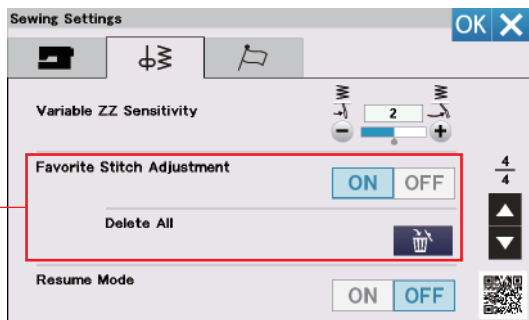 Sewing Settings
OK
Variable ZZ Sensitivity
2
Favorite Stitch Adjustment
ON OFF
4
4
Delete All
Resume Mode
ON OFF